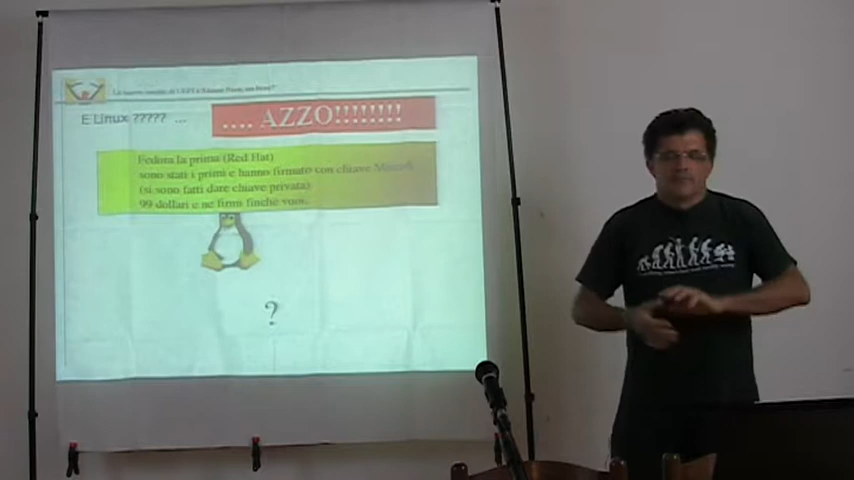 E Linux ????? ...
.... AZZO!!!!!!!!
Fedora la prima (Red Hat)
sono stati i primi e hanno firmato con chiave
(si sono fatti dare chiave privata)
99 dollari e ne firmi finchè vuoi.
?